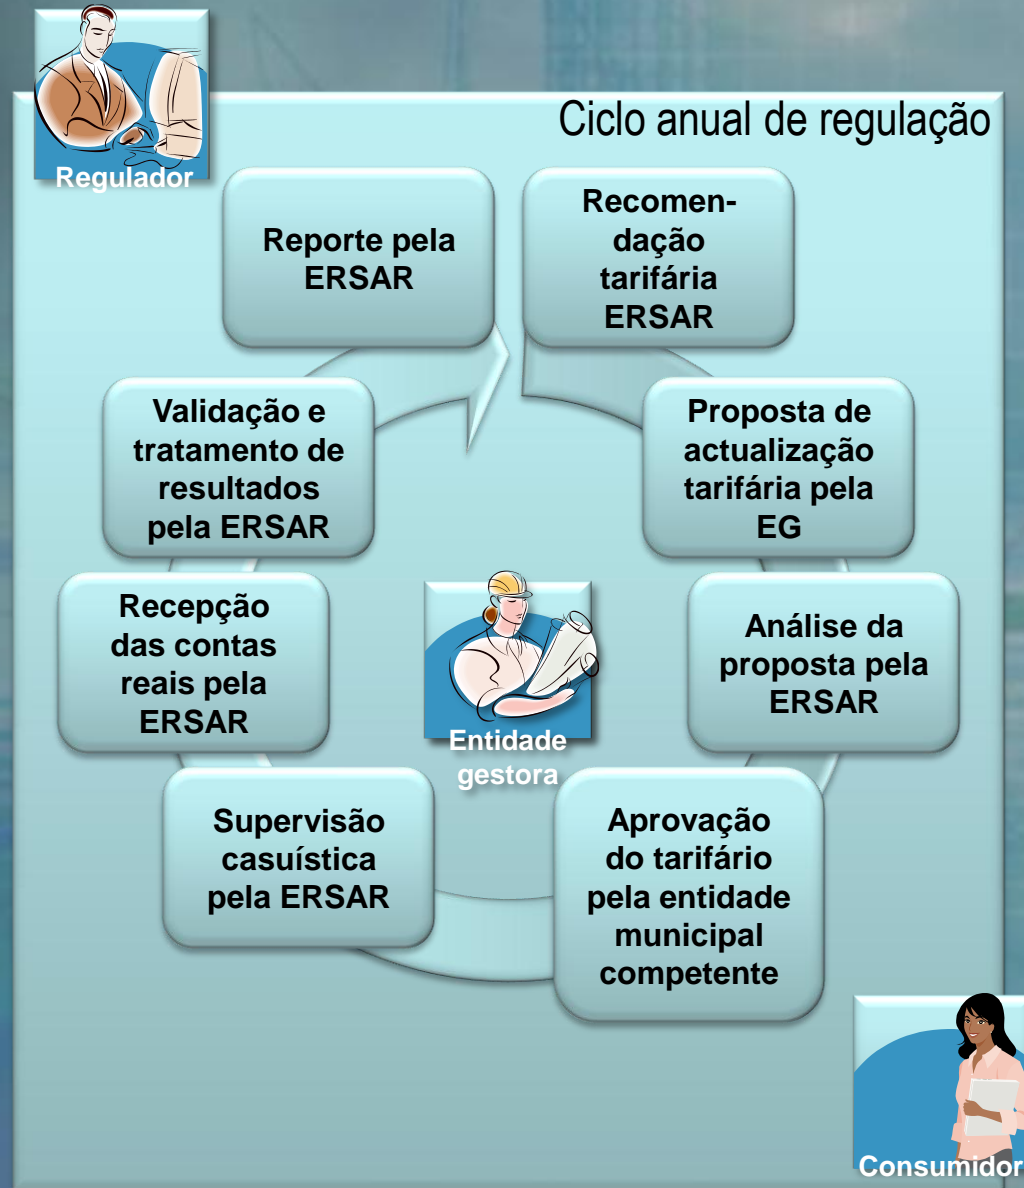 Ciclo anual de regulação
Regulador
Recomen-
dação
tarifária
ERSAR
Proposta de
actualização
tarifária pela
EG
Análise da
proposta pela
ERSAR
Aprovação
do tarifário
pela entidade
municipal
competente
Supervisão
casuística
pela ERSAR
Recepção
das contas
reais pela
ERSAR
Validação e
tratamento de
resultados
pela ERSAR
Reporte pela
ERSAR
Entidade
gestora
Consumidor